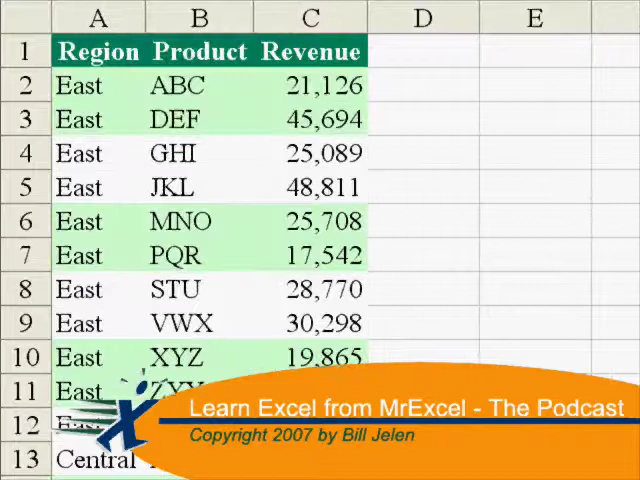 A B C D E
1 Region Product Revenue
2 East ABC 21,126
3 East DEF 45,694
4 East GHI 25,089
5 East JKL 48,811
6 East MNO 25,708
7 East PQR 17,542
8 East STU 28,770
9 East VWX 30,298
10 East XYZ 19,865
11 East
12 East
13 Central
Learn Excel from MrExcel - The Podcast
Copyright 2007 by Bill Jelen